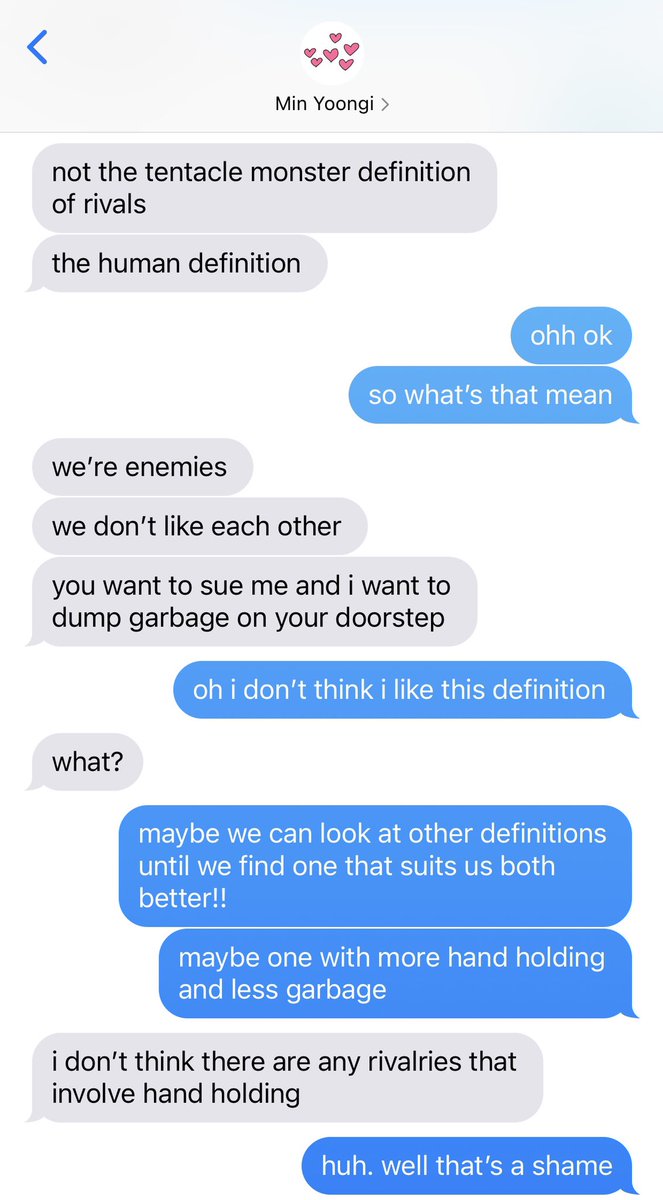 Min Yoongi
not the tentacle monster definition
of rivals
the human definition
ohh ok
so what’s that mean
we’re enemies
we don’t like each other
you want to sue me and i want to
dump garbage on your doorstep
oh i don’t think i like this definition
what?
maybe we can look at other definitions
until we find one that suits us both
better!!
maybe one with more hand holding
and less garbage
i don’t think there are any rivalries that
involve hand holding
huh. well that’s a shame